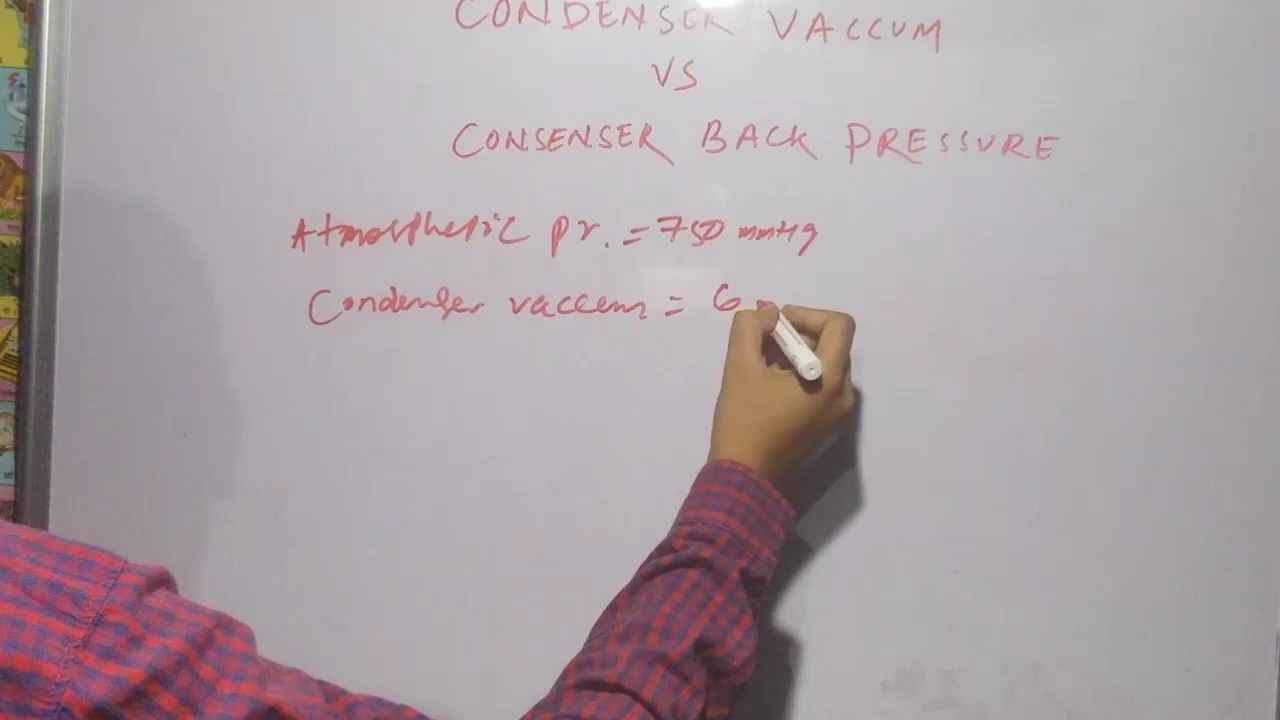 CONDENSER VACCUM
VS
CONSENSER BACK PRESSURE
Atmospheric pr. = 750 mmHg
Condenser vaccum = 6